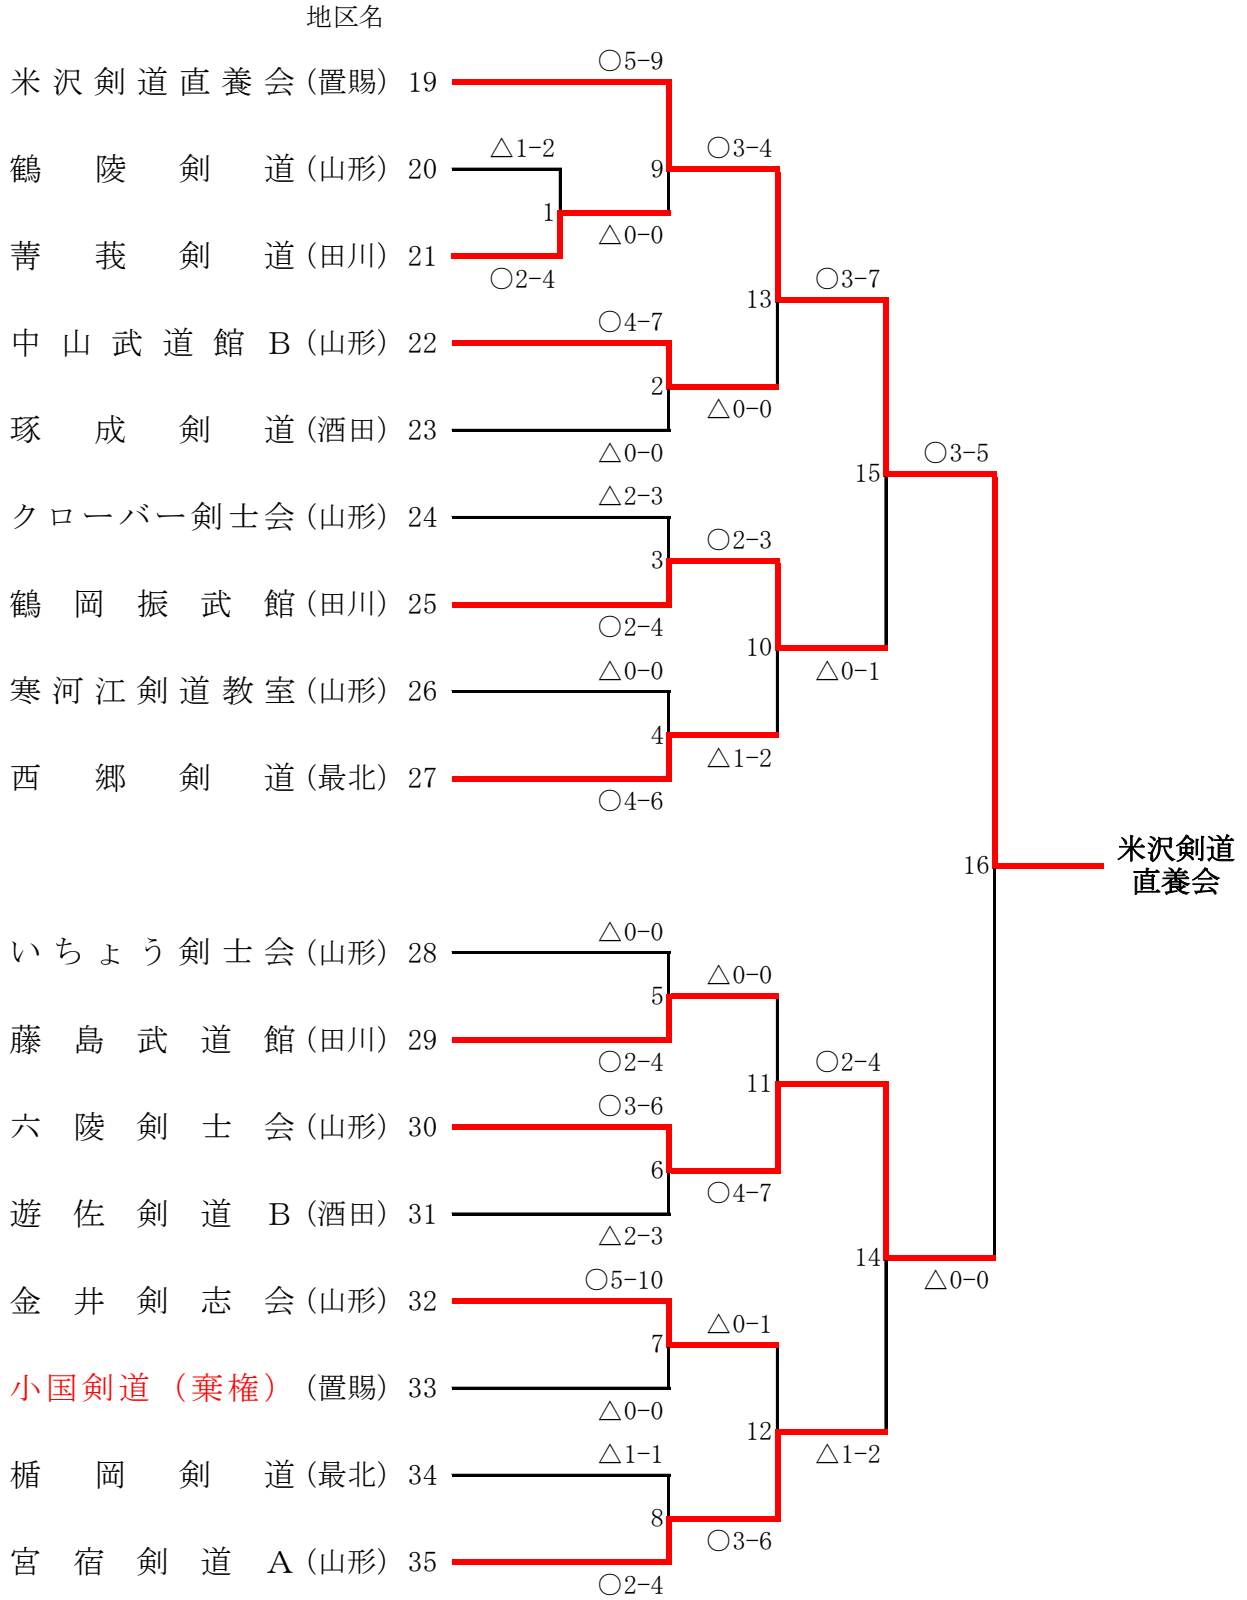 地区名
○5-9
米沢剣道直養会 (置賜) 19
△1-2
○3-4
鶴陵剣道 (山形) 20
9
1
△0-0
菁莪剣道 (田川) 21
○2-4
○3-7
13
○4-7
中山武道館B (山形) 22
2
△0-0
琢成剣道 (酒田) 23
△0-0
○3-5
15
△2-3
クローバー剣士会 (山形) 24
○2-3
3
鶴岡振武館 (田川) 25
○2-4
10
△0-1
△0-0
寒河江剣道教室 (山形) 26
4
△1-2
西郷剣道 (最北) 27
○4-6
米沢剣道
16
直養会
△0-0
いちょう剣士会 (山形) 28
△0-0
5
藤島武道館 (田川) 29
○2-4
○2-4
11
○3-6
六陵剣士会 (山形) 30
6
○4-7
遊佐剣道B (酒田) 31
△2-3
14
△0-0
○5-10
金井剣志会 (山形) 32
△0-1
7
小国剣道（棄権） (置賜) 33
△0-0
12
△1-2
△1-1
楯岡剣道 (最北) 34
8
○3-6
宮宿剣道A (山形) 35
○2-4